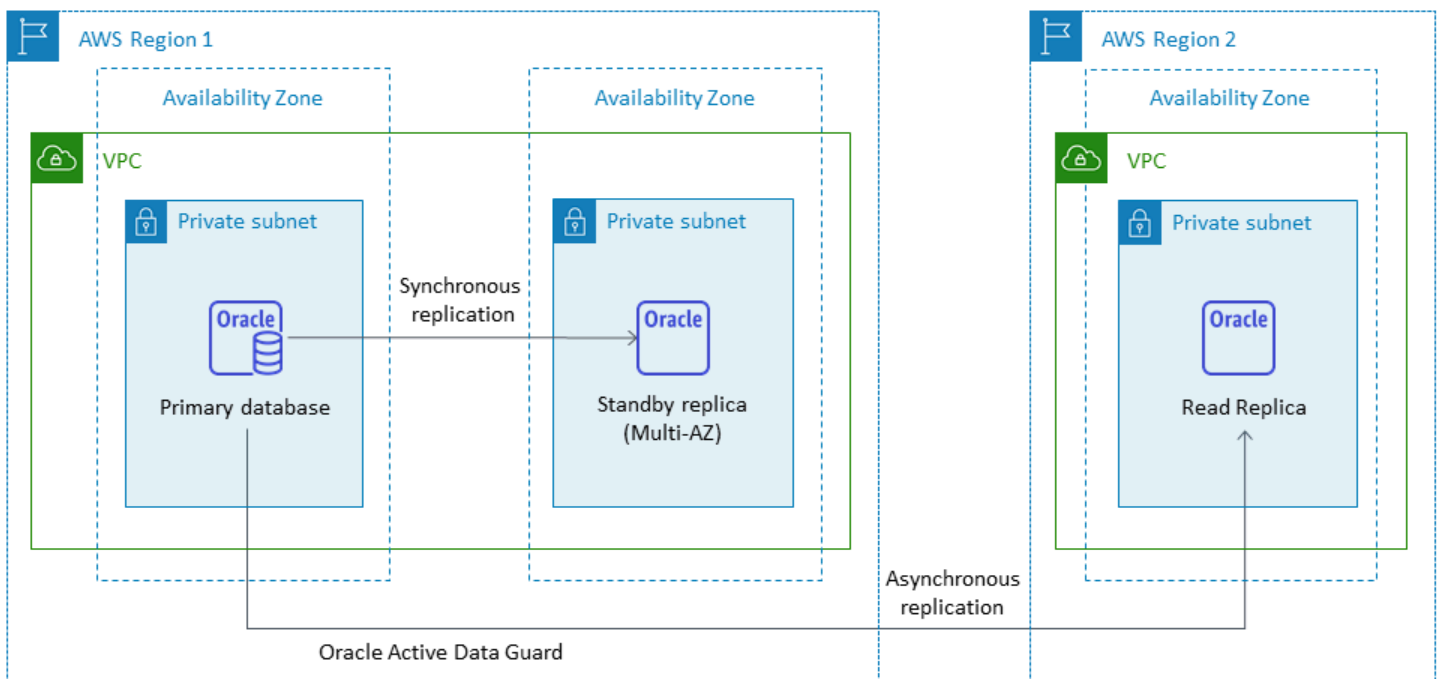 AWS Region 1
AWS Region 2
Availability Zone
Availability Zone
Availability Zone
VPC
VPC
Private subnet
Private subnet
Private subnet
Synchronous
replication
Oracle
Oracle
Oracle
Primary database
Standby replica
(Multi-AZ)
Read Replica
Asynchronous
replication
Oracle Active Data Guard